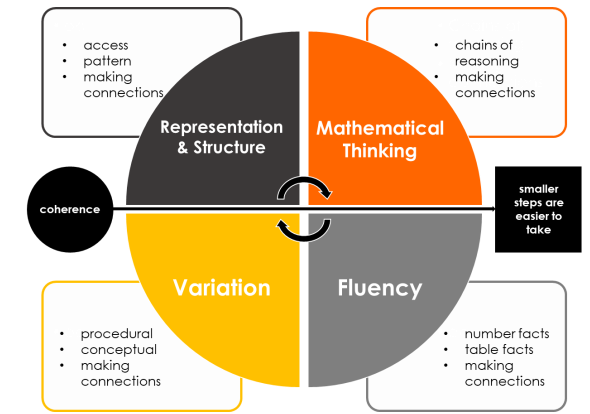 • access
• pattern
• making
connections
• chains of
reasoning
• making
connections
Representation
& Structure
Mathematical
Thinking
coherence
smaller
steps are
easier to
take
Variation
Fluency
• procedural
• conceptual
• making
connections
• number facts
• table facts
• making
connections